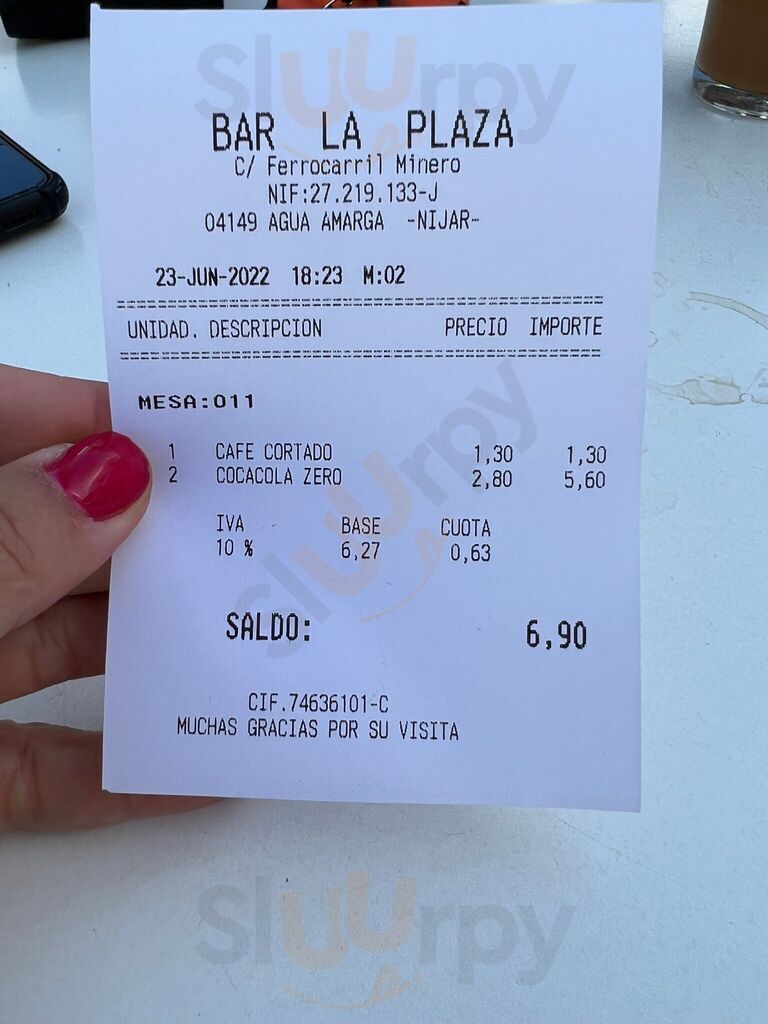 Sluurpy
BAR LA PLAZA
C/ Ferrocarril Minero
NIF:27.219.133-J
04149 AGUA AMARGA -NIJAR-
23-JUN-2022 18:23 M:02
UNIDAD. DESCRIPCION PRECIO IMPORTE
MESA:011
1 CAFE CORTADO 1,30 1,30
2 COCACOLA ZERO 2,80 5,60
IVA BASE CUOTA
10 % 6,27 0,63
Sluurpy
SALDO: 6,90
CIF.74636101-C
MUCHAS GRACIAS POR SU VISITA
Sluurpy